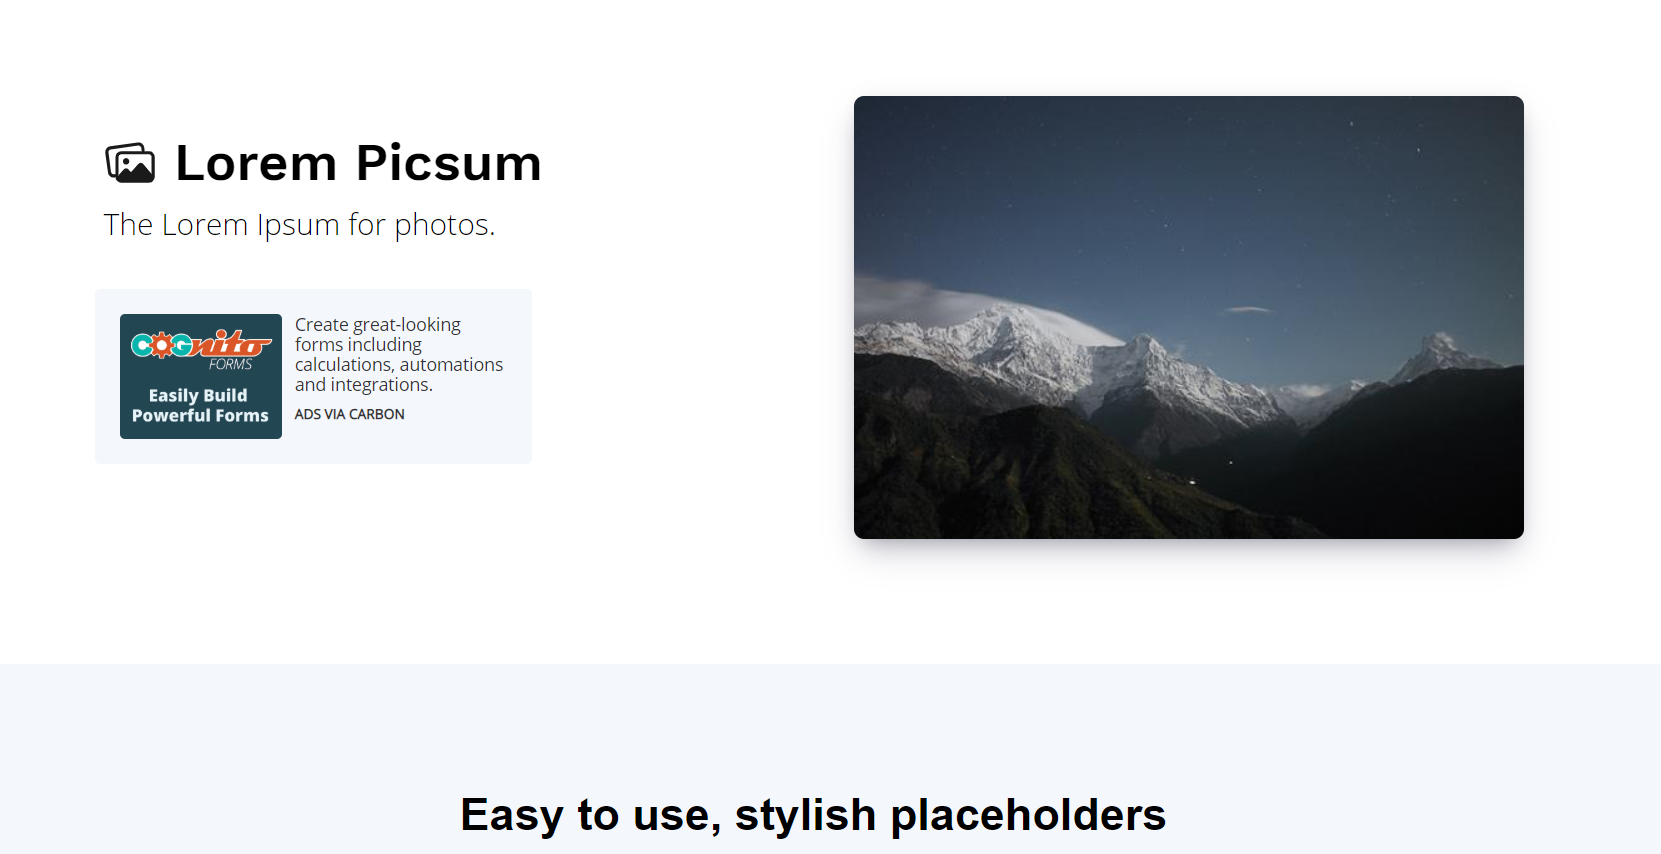 Lorem Picsum
The Lorem Ipsum for photos.
COGnito
FORMS
Easily Build
Powerful Forms
Create great-looking
forms including
calculations, automations
and integrations.
ADS VIA CARBON
Easy to use, stylish placeholders